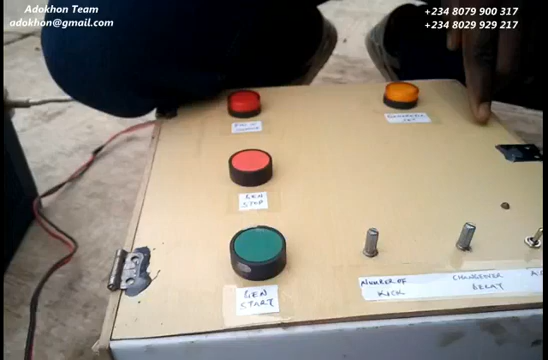 Adokhon Team
adokhon@gmail.com
+234 8079 900 317
+234 8029 929 217
GEN
STOP
GEN
START
NUMBER OF
KICK
CHANGEOVER
DELAY